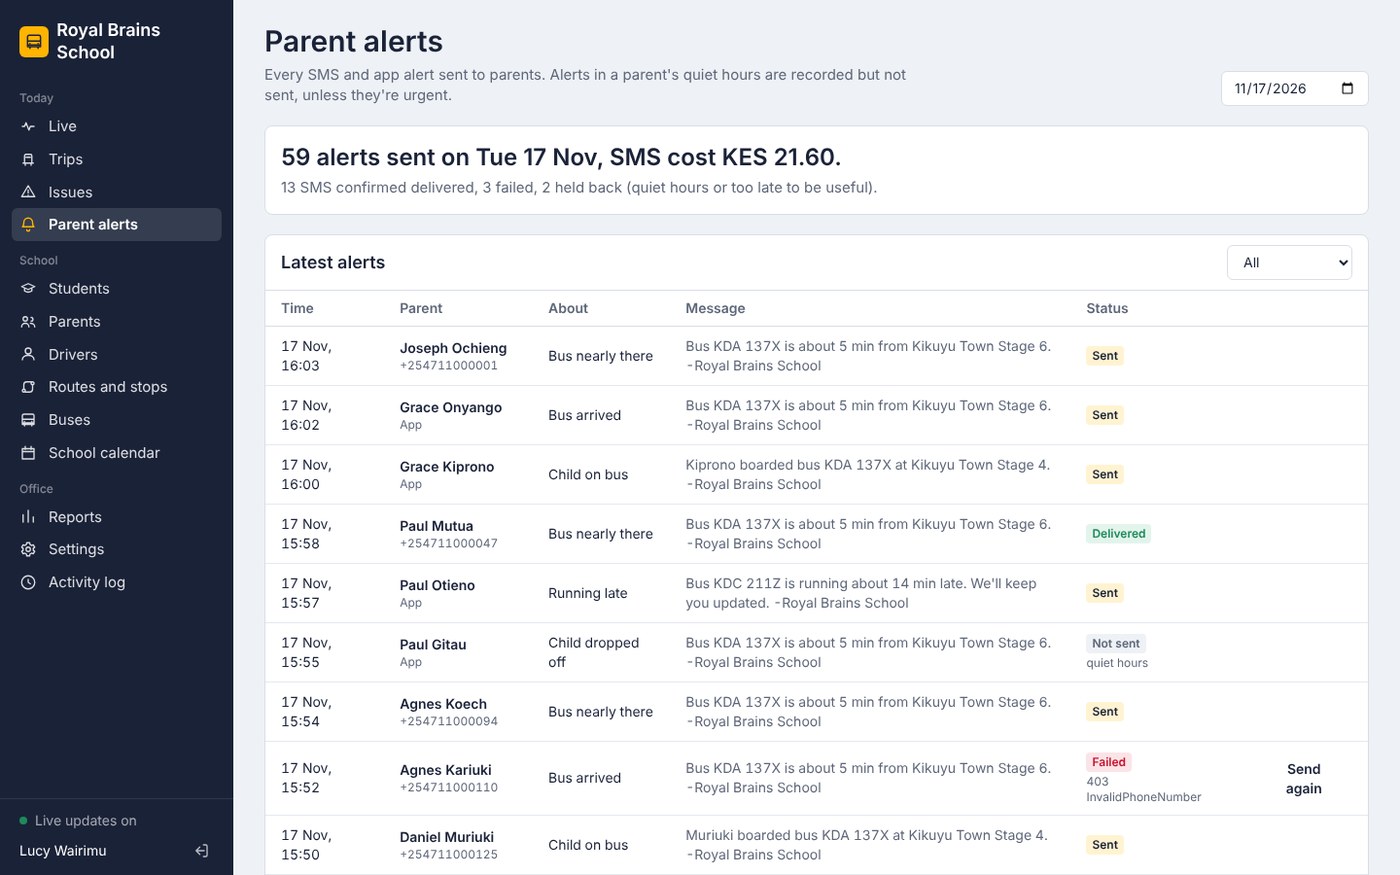 Royal Brains
School
Today
Live
Trips
Issues
Parent alerts
School
Students
Parents
Drivers
Routes and stops
Buses
School calendar
Office
Reports
Settings
Activity log
Live updates on
Lucy Wairimu
Parent alerts
Every SMS and app alert sent to parents. Alerts in a parent's quiet hours are recorded but not
sent, unless they're urgent.
11/17/2026
59 alerts sent on Tue 17 Nov, SMS cost KES 21.60.
13 SMS confirmed delivered, 3 failed, 2 held back (quiet hours or too late to be useful).
Latest alerts
All
Time Parent About Message Status
17 Nov,
16:03
Joseph Ochieng
+254711000001
Bus nearly there
Bus KDA 137X is about 5 min from Kikuyu Town Stage 6.
-Royal Brains School
Sent
17 Nov,
16:02
Grace Onyango
App
Bus arrived
Bus KDA 137X is about 5 min from Kikuyu Town Stage 6.
-Royal Brains School
Sent
17 Nov,
16:00
Grace Kiprono
App
Child on bus
Kiprono boarded bus KDA 137X at Kikuyu Town Stage 4.
-Royal Brains School
Sent
17 Nov,
15:58
Paul Mutua
+254711000047
Bus nearly there
Bus KDA 137X is about 5 min from Kikuyu Town Stage 6.
-Royal Brains School
Delivered
17 Nov,
15:57
Paul Otieno
App
Running late
Bus KDC 211Z is running about 14 min late. We'll keep
you updated. -Royal Brains School
Sent
17 Nov,
15:55
Paul Gitau
App
Child dropped
off
Bus KDA 137X is about 5 min from Kikuyu Town Stage 6.
-Royal Brains School
Not sent
quiet hours
17 Nov,
15:54
Agnes Koech
+254711000094
Bus nearly there
Bus KDA 137X is about 5 min from Kikuyu Town Stage 6.
-Royal Brains School
Sent
17 Nov,
15:52
Agnes Kariuki
+254711000110
Bus arrived
Bus KDA 137X is about 5 min from Kikuyu Town Stage 6.
-Royal Brains School
Failed
403
InvalidPhoneNumber
Send
again
17 Nov,
15:50
Daniel Muriuki
+254711000125
Child on bus
Muriuki boarded bus KDA 137X at Kikuyu Town Stage 4.
-Royal Brains School
Sent